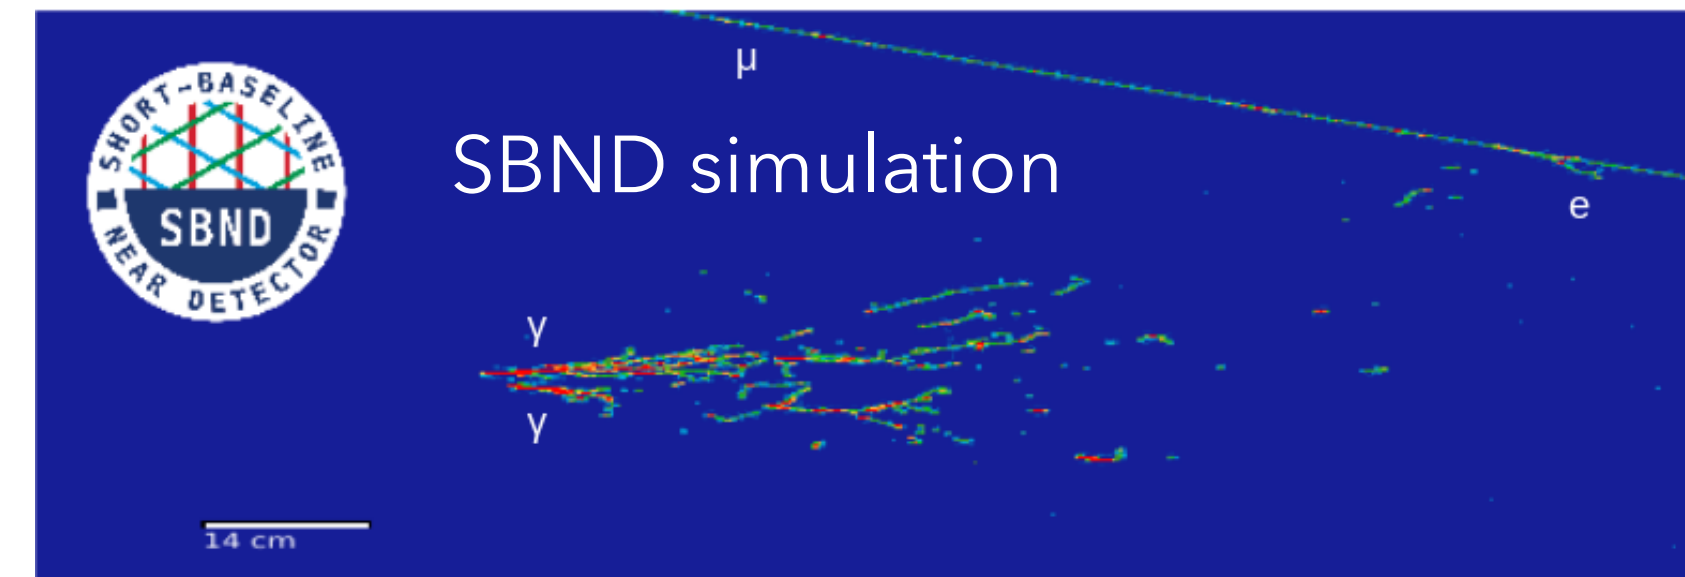 μ
SHORT-BASELINE
SBND simulation
e
SBND
NEAR DETECTOR
γ
γ
14 cm